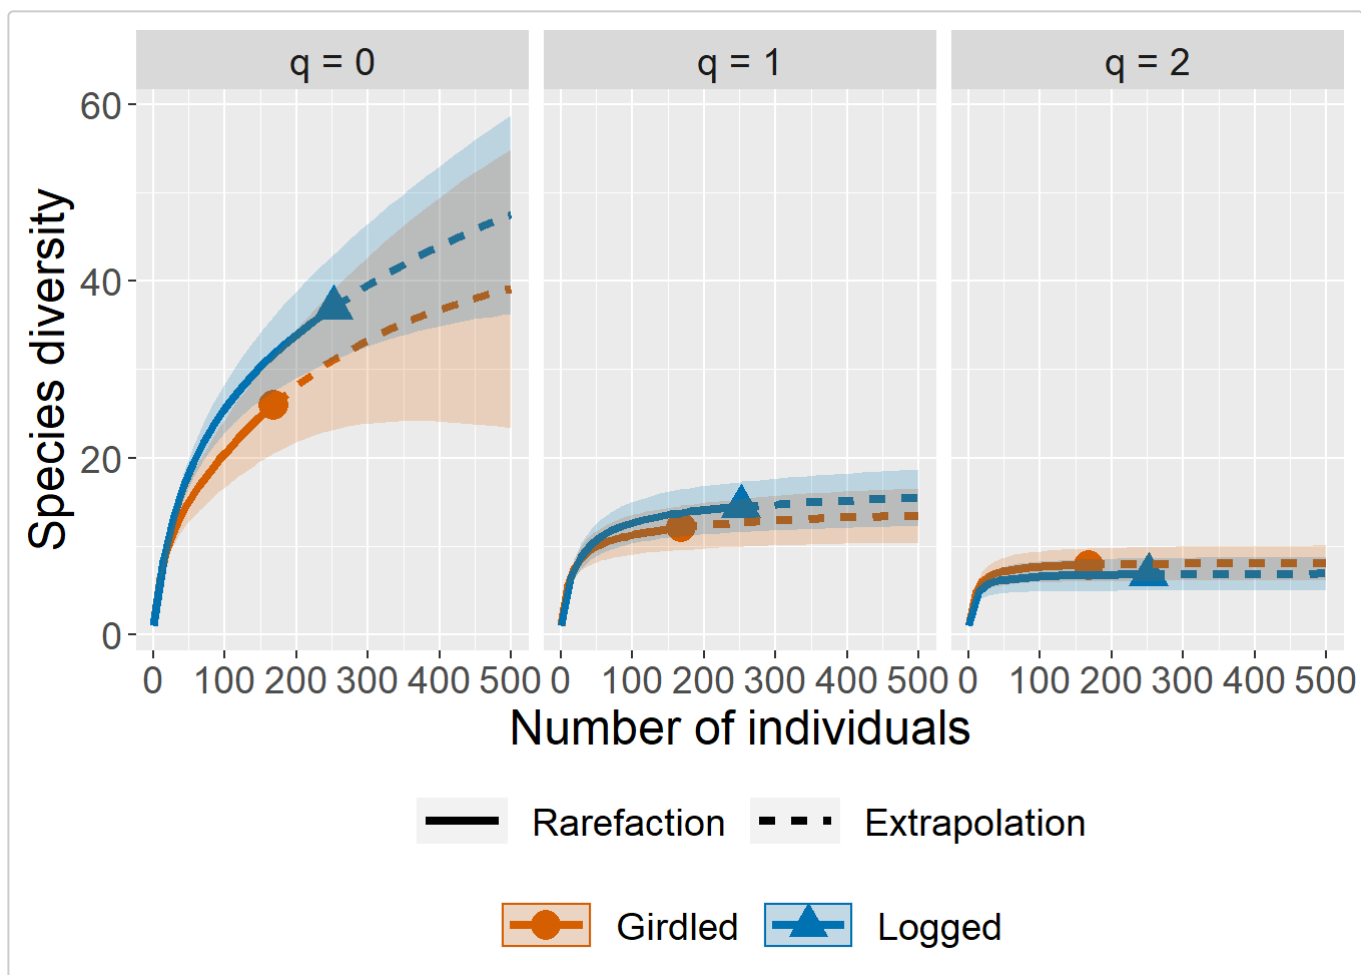 q = 0 q = 1 q = 2
60
40
20
0
Species diversity
0 100 200 300 400 500 0 100 200 300 400 500 0 100 200 300 400 500
Number of individuals
Rarefaction Extrapolation
Girdled Logged